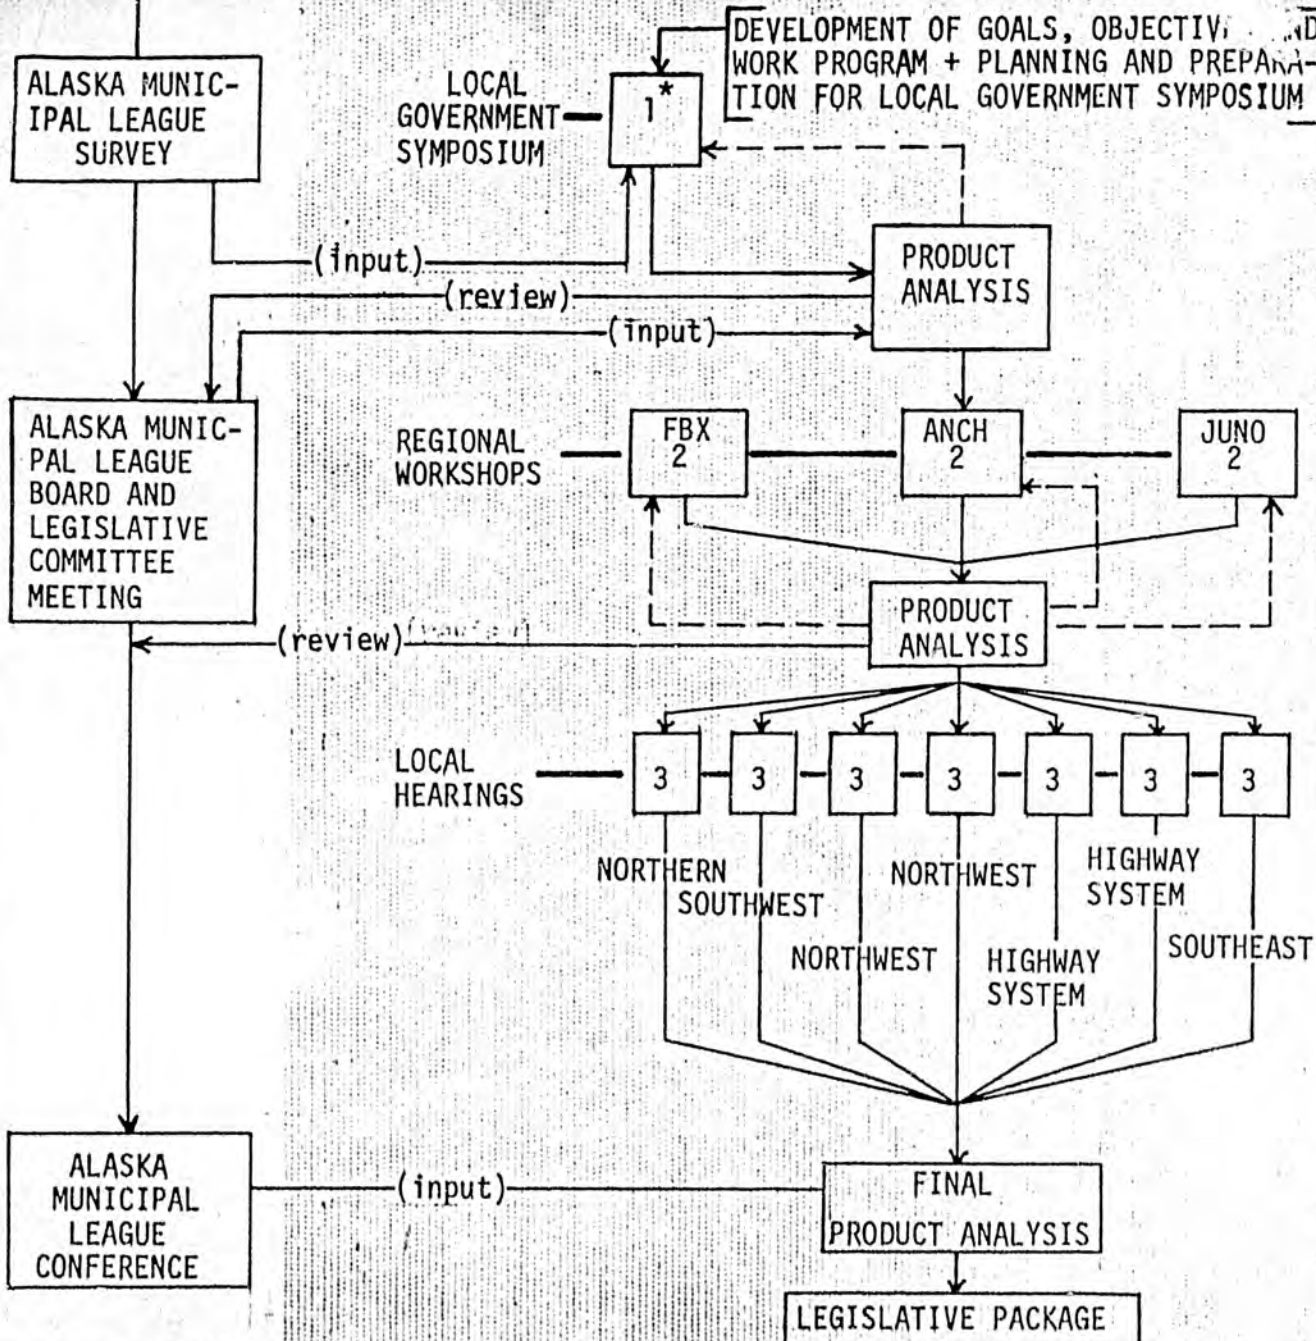 DEVELOPMENT OF GOALS, OBJECTIV
WORK PROGRAM + PLANNING AND PREPARA-
TION FOR LOCAL GOVERNMENT SYMPOSIUM
ALASKA MUNIC-
IPAL LEAGUE
SURVEY
LOCAL
GOVERNMENT
SYMPOSIUM
1*
(input)
(review)
(input)
PRODUCT
ANALYSIS
ALASKA MUNIC-
PAL LEAGUE
BOARD AND
LEGISLATIVE
COMMITTEE
MEETING
REGIONAL
WORKSHOPS
FBX
2
ANCH
2
JUNO
2
PRODUCT
ANALYSIS
(review)
LOCAL
HEARINGS
3
3
3
3
3
3
3
NORTHERN
SOUTHWEST
NORTHWEST
NORTHWEST
HIGHWAY
SYSTEM
HIGHWAY
SYSTEM
SOUTHEAST
ALASKA
MUNICIPAL
LEAGUE
CONFERENCE
(input)
FINAL
PRODUCT ANALYSIS
LEGISLATIVE PACKAGE